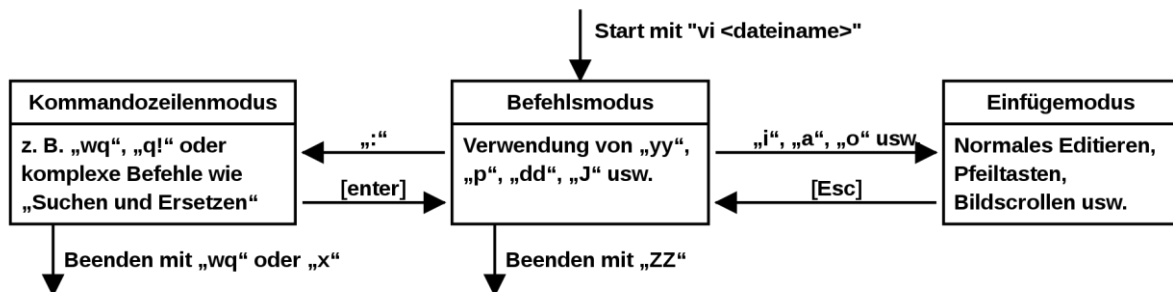 Start mit "vi <dateiname>"
Kommandozeilenmodus
z. B. „wq“, „q!“ oder
komplexe Befehle wie
„Suchen und Ersetzen“
„:“
[enter]
Befehlsmodus
Verwendung von „yy“,
„p“, „dd“, „J“ usw.
„i“, „a“, „o“ usw.
[Esc]
Einfügemodus
Normales Editieren,
Pfeiltasten,
Bildscrollen usw.
Beenden mit „wq“ oder „x“
Beenden mit „ZZ“